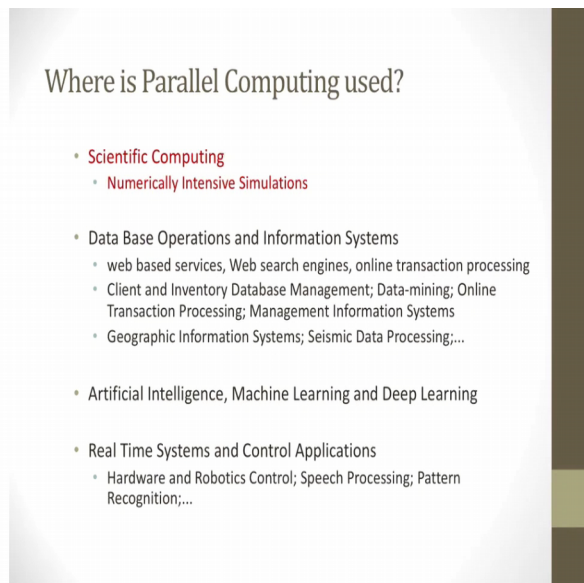 Where is Parallel Computing used?
• Scientific Computing
• Numerically Intensive Simulations
• Data Base Operations and Information Systems
• web based services, Web search engines, online transaction processing
• Client and Inventory Database Management; Data-mining; Online
Transaction Processing; Management Information Systems
• Geographic Information Systems; Seismic Data Processing;...
• Artificial Intelligence, Machine Learning and Deep Learning
• Real Time Systems and Control Applications
• Hardware and Robotics Control; Speech Processing; Pattern
Recognition;...